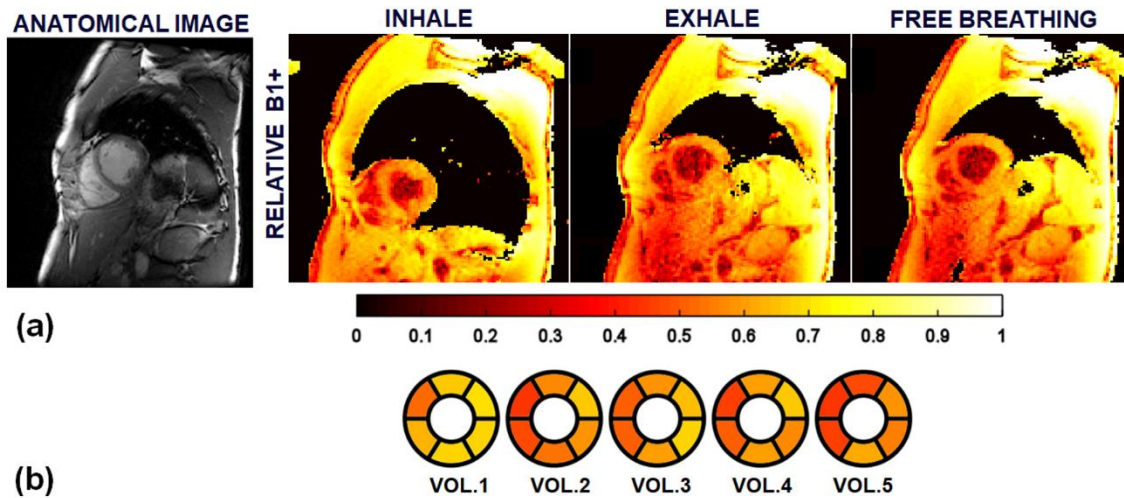 ANATOMICAL IMAGE
INHALE
EXHALE
FREE BREATHING
RELATIVE B1+
(a)
0 0.1 0.2 0.3 0.4 0.5 0.6 0.7 0.8 0.9 1
(b)
VOL.1 VOL.2 VOL.3 VOL.4 VOL.5